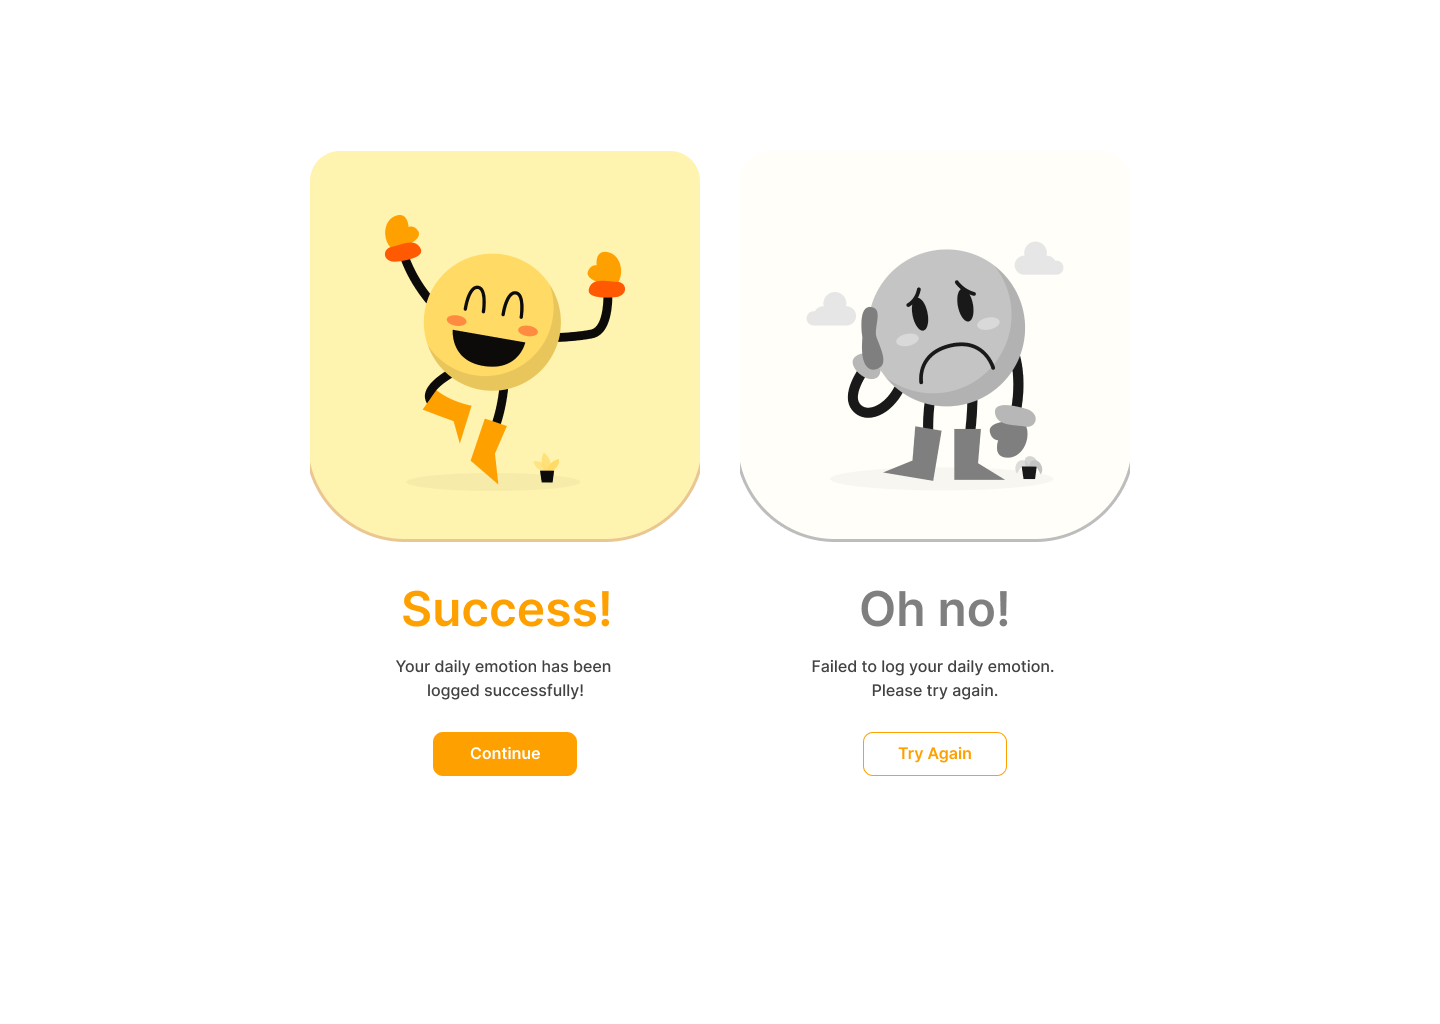 Success!
Your daily emotion has been
logged successfully!
Continue
Oh no!
Failed to log your daily emotion.
Please try again.
Try Again